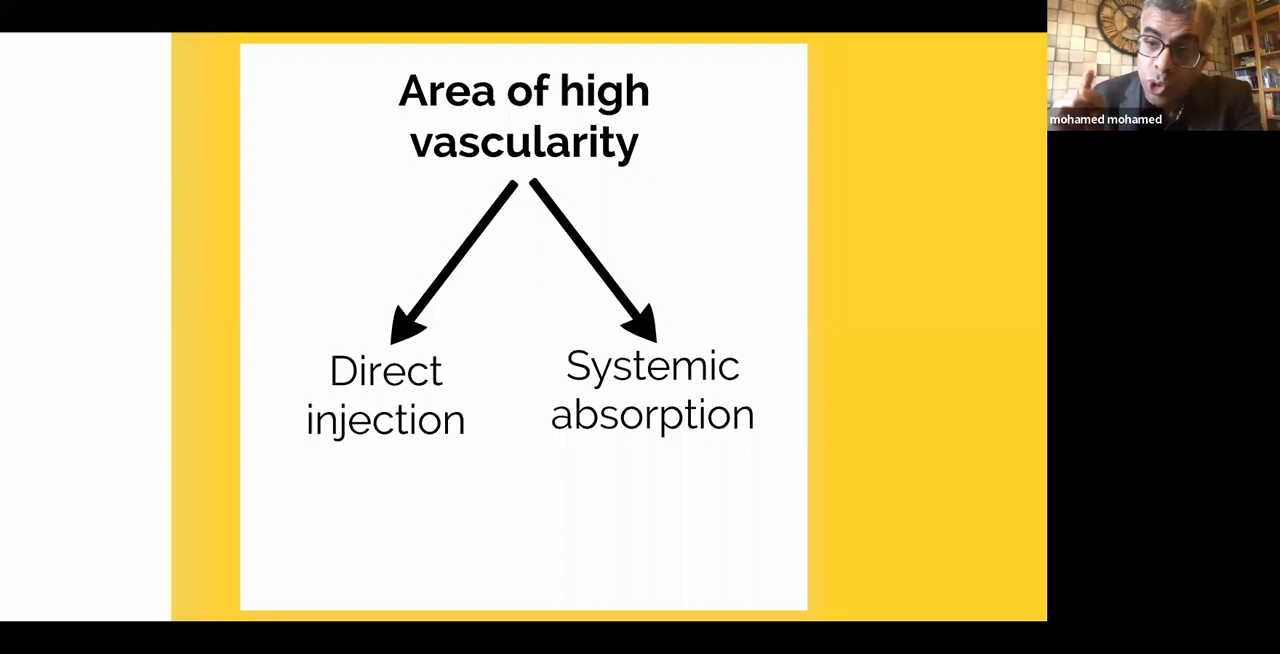 Area of high
vascularity
Direct
injection
Systemic
absorption
mohamed mohamed